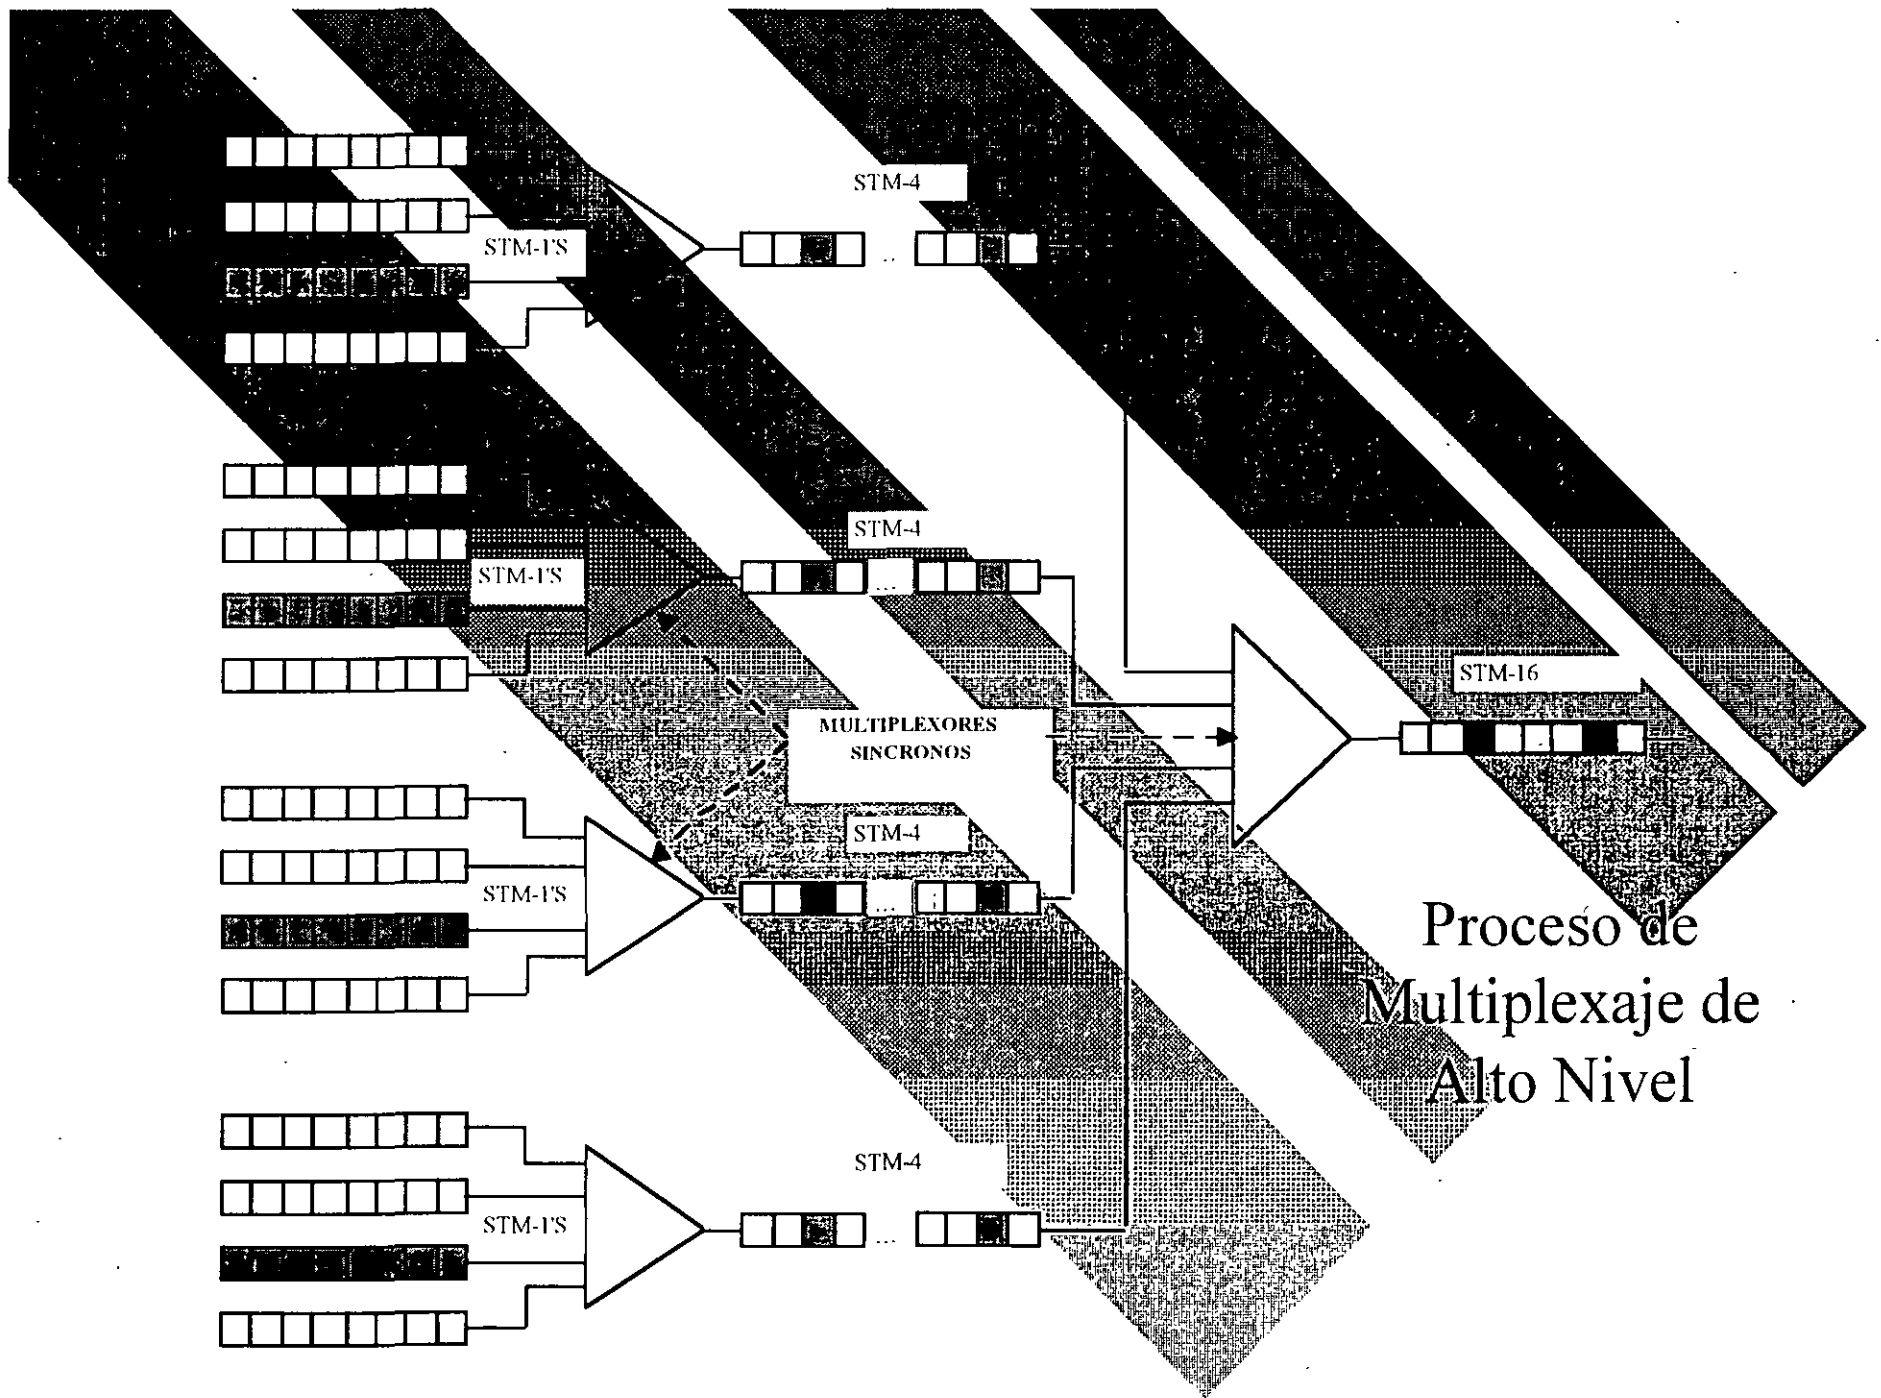 STM-4
STM-1'S
STM-4
STM-1'S
STM-16
MULTIPLEXORES
SINCRONOS
STM-4
STM-1'S
Proceso de
Multiplexaje de
Alto Nivel
STM-4
STM-1'S